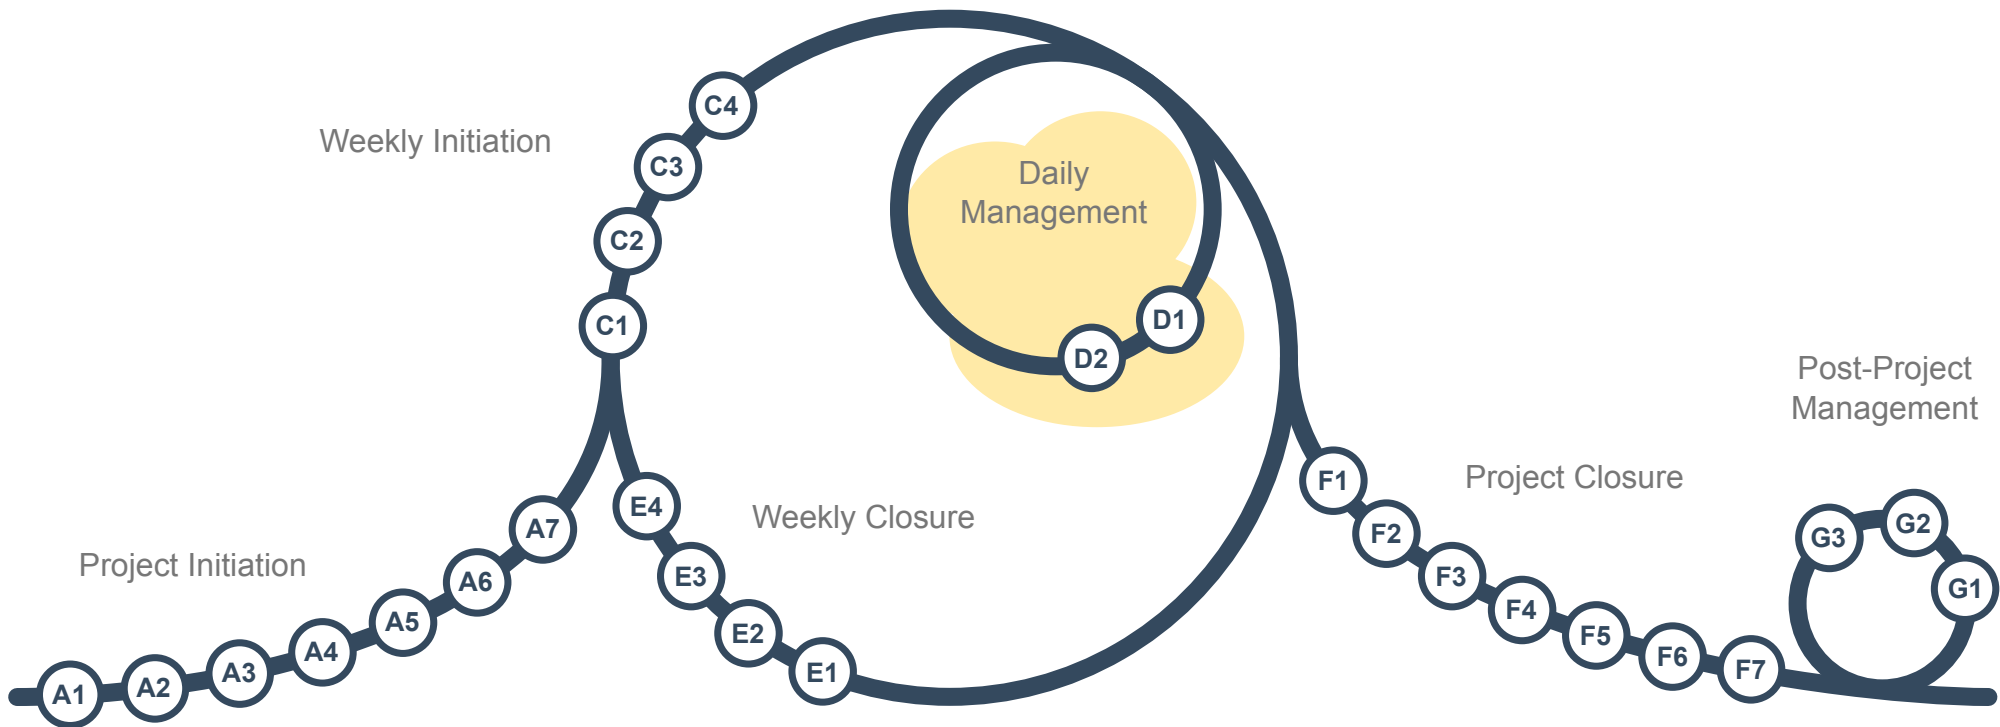 Weekly Initiation
C4
C3
C2
C1
Daily
Management
D1
D2
Project Initiation
A1
A2
A3
A4
A5
A6
A7
Weekly Closure
E4
E3
E2
E1
Project Closure
F1
F2
F3
F4
F5
F6
F7
Post-Project
Management
G3
G2
G1